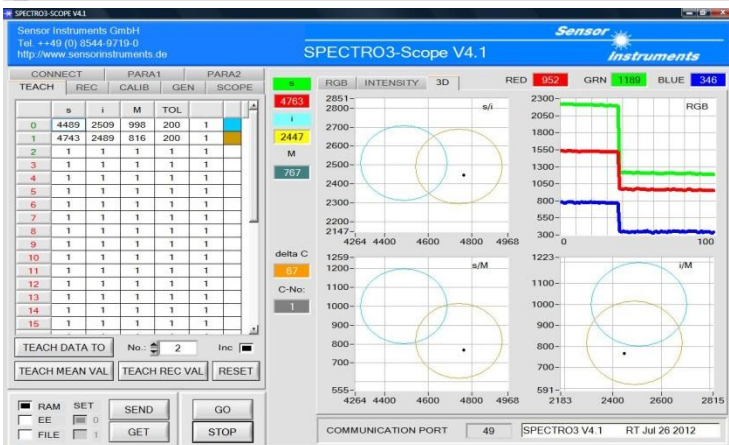 SPECTRO3-SCOPE V4.1
Sensor Instruments GmbH
Tel. ++49 (0) 8544-9719-0
http://www.sensorinstruments.de
SPECTRO3-Scope V4.1
Sensor
Instruments
CONNECT PARA1 PARA2
TEACH REC CALIB GEN SCOPE
s i M TOL
0 4489 2509 998 200 1
1 4743 2489 816 200 1
2 1 1 1 1 1
3 1 1 1 1 1
4 1 1 1 1 1
5 1 1 1 1 1
6 1 1 1 1 1
7 1 1 1 1 1
8 1 1 1 1 1
9 1 1 1 1 1
10 1 1 1 1 1
11 1 1 1 1 1
12 1 1 1 1 1
13 1 1 1 1 1
14 1 1 1 1 1
15 1 1 1 1 1
TEACH DATA TO No.: 2 Inc
TEACH MEAN VAL TEACH REC VAL RESET
RAM SET SEND GO
EE 0
FILE 1 GET STOP
s
4763
i
2447
M
767
delta C
67
C-No:
1
RGB INTENSITY 3D RED 952 GRN 1189 BLUE 346
s/i
2851-
2800-
2700-
2600-
2500-
2400-
2300-
2200-
2147-
4264 4400 4600 4800 4968
RGB
2300-
2050-
1800-
1550-
1300-
1050-
800-
550-
300-
0 100
s/M
1259-
1200-
1100-
1000-
900-
800-
700-
555-
4264 4400 4600 4800 4968
i/M
1223-
1100-
1000-
900-
800-
700-
591-
2183 2400 2600 2815
COMMUNICATION PORT 49 SPECTRO3 V4.1 RT Jul 26 2012